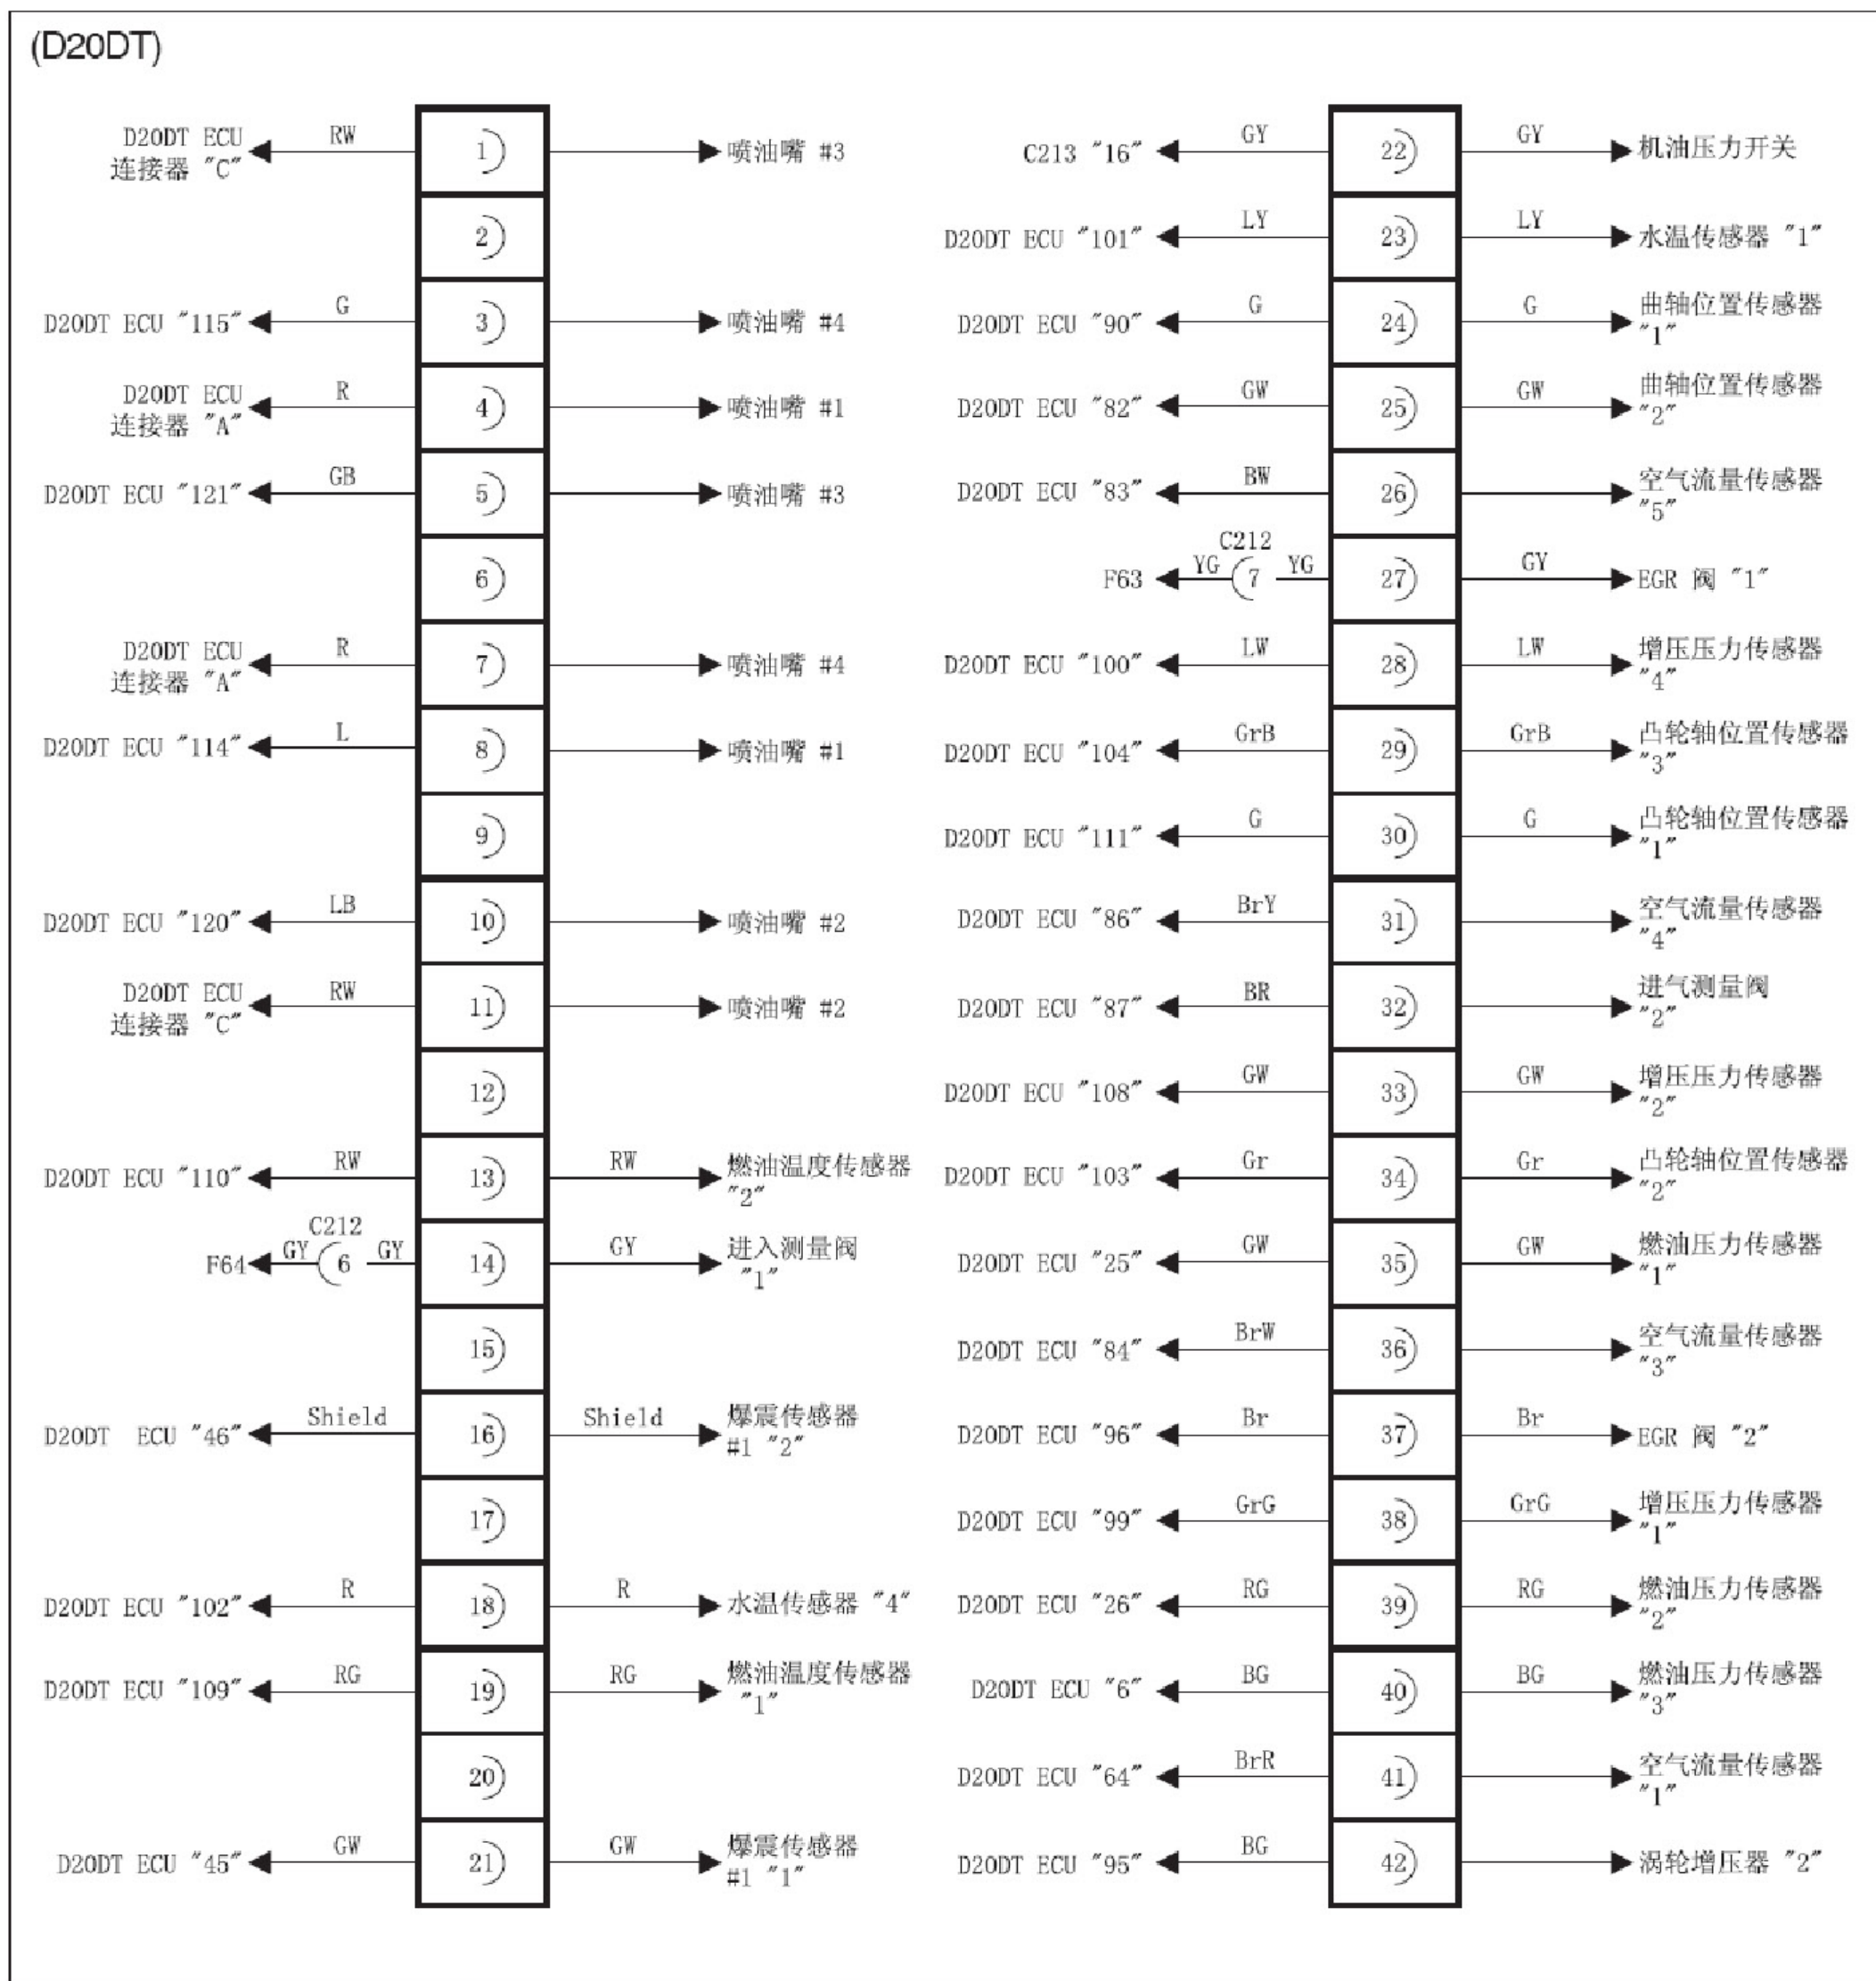 (D20DT)
D20DT ECU RW 1 喷油嘴 #3
连接器 "C"
2
D20DT ECU "115" G 3 喷油嘴 #4
D20DT ECU R 4 喷油嘴 #1
连接器 "A"
D20DT ECU "121" GB 5 喷油嘴 #3
6
D20DT ECU R 7 喷油嘴 #4
连接器 "A"
D20DT ECU "114" L 8 喷油嘴 #1
9
D20DT ECU "120" LB 10 喷油嘴 #2
D20DT ECU RW 11 喷油嘴 #2
连接器 "C"
12
D20DT ECU "110" RW 13 RW 燃油温度传感器
"2"
C212
F64 GY 6 GY 14 GY 进入测量阀
"1"
15
D20DT ECU "46" Shield 16 Shield 爆震传感器
#1 "2"
17
D20DT ECU "102" R 18 R 水温传感器 "4"
D20DT ECU "109" RG 19 RG 燃油温度传感器
"1"
20
D20DT ECU "45" GW 21 GW 爆震传感器
#1 "1"
C213 "16" GY 22 GY 机油压力开关
D20DT ECU "101" LY 23 LY 水温传感器 "1"
D20DT ECU "90" G 24 G 曲轴位置传感器
"1"
D20DT ECU "82" GW 25 GW 曲轴位置传感器
"2"
D20DT ECU "83" BW 26 空气流量传感器
"5"
C212
F63 YG 7 YG 27 GY EGR 阀 "1"
D20DT ECU "100" LW 28 LW 增压压力传感器
"4"
D20DT ECU "104" GrB 29 GrB 凸轮轴位置传感器
"3"
D20DT ECU "111" G 30 G 凸轮轴位置传感器
"1"
D20DT ECU "86" BrY 31 空气流量传感器
"4"
D20DT ECU "87" BR 32 进气测量阀
"2"
D20DT ECU "108" GW 33 GW 增压压力传感器
"2"
D20DT ECU "103" Gr 34 Gr 凸轮轴位置传感器
"2"
D20DT ECU "25" GW 35 GW 燃油压力传感器
"1"
D20DT ECU "84" BrW 36 空气流量传感器
"3"
D20DT ECU "96" Br 37 Br EGR 阀 "2"
D20DT ECU "99" GrG 38 GrG 增压压力传感器
"1"
D20DT ECU "26" RG 39 RG 燃油压力传感器
"2"
D20DT ECU "6" BG 40 BG 燃油压力传感器
"3"
D20DT ECU "64" BrR 41 空气流量传感器
"1"
D20DT ECU "95" BG 42 涡轮增压器 "2"